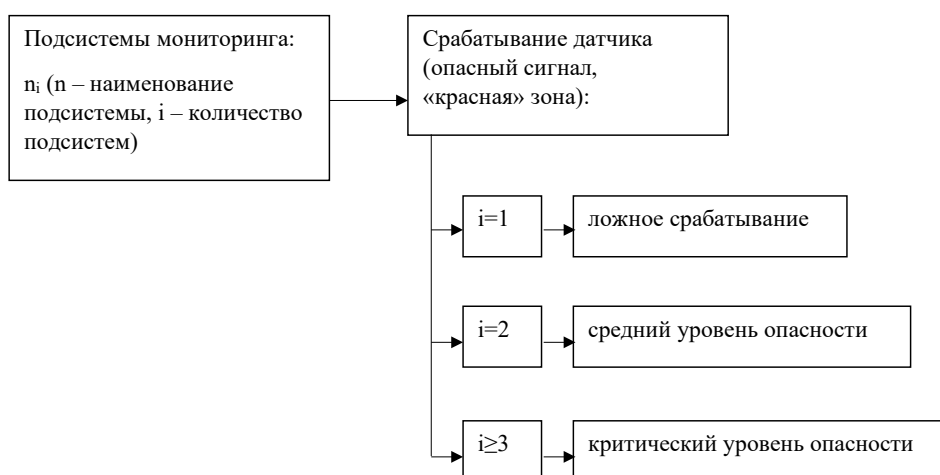 Подсистемы мониторинга:
nᵢ (n – наименование
подсистемы, i – количество
подсистем)
Срабатывание датчика
(опасный сигнал,
«красная» зона):
i=1
ложное срабатывание
i=2
средний уровень опасности
i≥3
критический уровень опасности